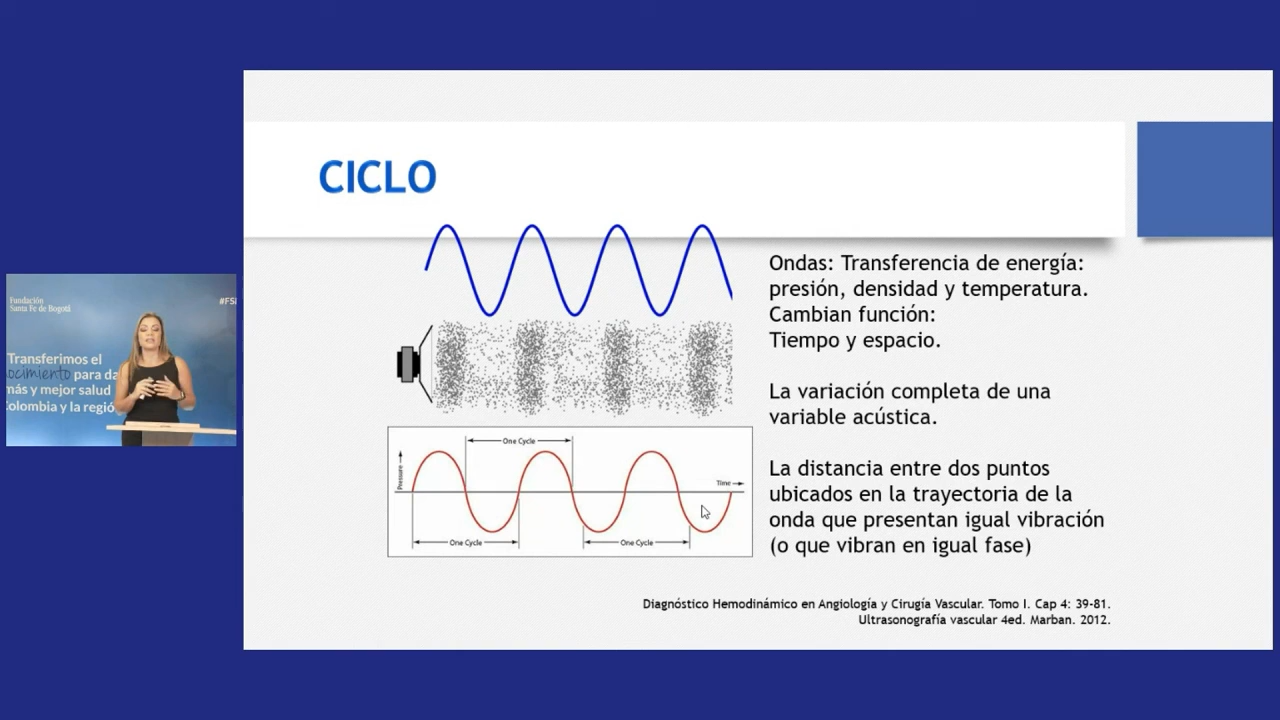 CICLO
Ondas: Transferencia de energía:
presión, densidad y temperatura.
Cambian función:
Tiempo y espacio.
La variación completa de una
variable acústica.
La distancia entre dos puntos
ubicados en la trayectoria de la
onda que presentan igual vibración
(o que vibran en igual fase)
One Cycle
Pressure
Time
One Cycle
One Cycle
Diagnóstico Hemodinámico en Angiología y Cirugía Vascular. Tomo I. Cap 4: 39-81.
Ultrasonografía vascular 4ed. Marban. 2012.
Fundación
Santa Fe de Bogotá
#FS
Transferimos el
ocimiento para da
más y mejor salud
Colombia y la regió